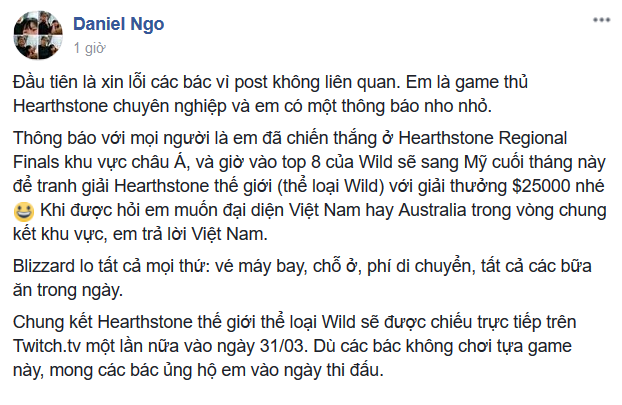 Daniel Ngo
1 giờ
Đầu tiên là xin lỗi các bác vì post không liên quan. Em là game thủ
Hearthstone chuyên nghiệp và em có một thông báo nho nhỏ.
Thông báo với mọi người là em đã chiến thắng ở Hearthstone Regional
Finals khu vực châu Á, và giờ vào top 8 của Wild sẽ sang Mỹ cuối tháng này
để tranh giải Hearthstone thế giới (thể loại Wild) với giải thưởng $25000 nhé
😀 Khi được hỏi em muốn đại diện Việt Nam hay Australia trong vòng chung
kết khu vực, em trả lời Việt Nam.
Blizzard lo tất cả mọi thứ: vé máy bay, chỗ ở, phí di chuyển, tất cả các bữa
ăn trong ngày.
Chung kết Hearthstone thế giới thể loại Wild sẽ được chiếu trực tiếp trên
Twitch.tv một lần nữa vào ngày 31/03. Dù các bác không chơi tựa game
này, mong các bác ủng hộ em vào ngày thi đấu.